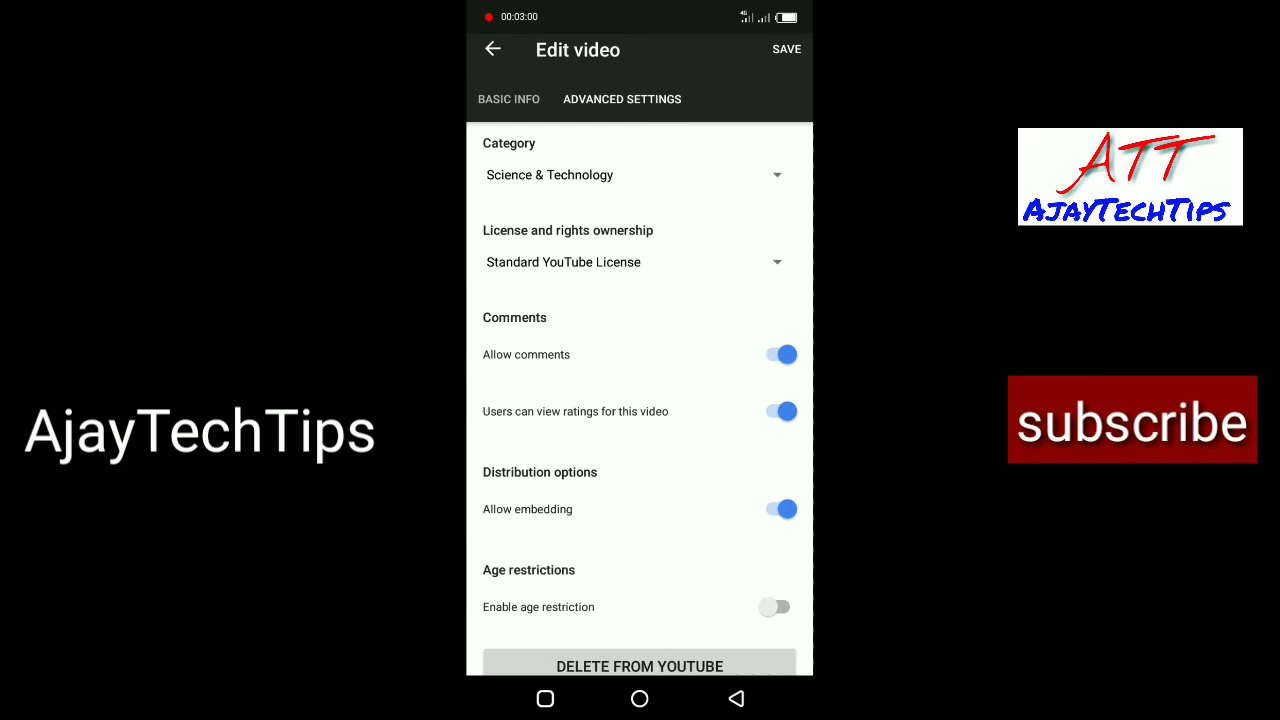 00:03:00
4G
Edit video
SAVE
BASIC INFO
ADVANCED SETTINGS
Category
Science & Technology
License and rights ownership
Standard YouTube License
Comments
Allow comments
Users can view ratings for this video
Distribution options
Allow embedding
Age restrictions
Enable age restriction
DELETE FROM YOUTUBE
AjayTechTips
ATT
AJAYTECHTIPS
subscribe